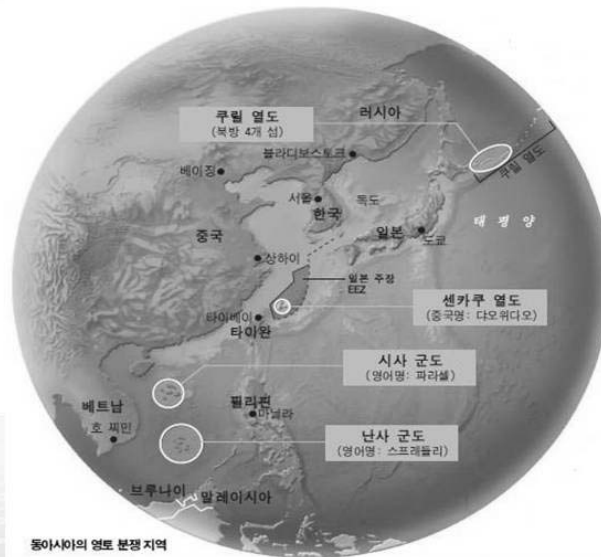 쿠릴 열도
(북방 4개 섬)
러시아
블라디보스토크
쿠릴 열도
베이징
서울
한국
독도
태평양
중국
일본
도쿄
상하이
일본 주장
EEZ
센카쿠 열도
(중국명: 댜오위다오)
타이베이
타이완
시사 군도
(영어명: 파라셀)
베트남
호 찌민
필리핀
마닐라
난사 군도
(영어명: 스프레틀리)
브루나이
말레이시아
동아시아의 영토 분쟁 지역